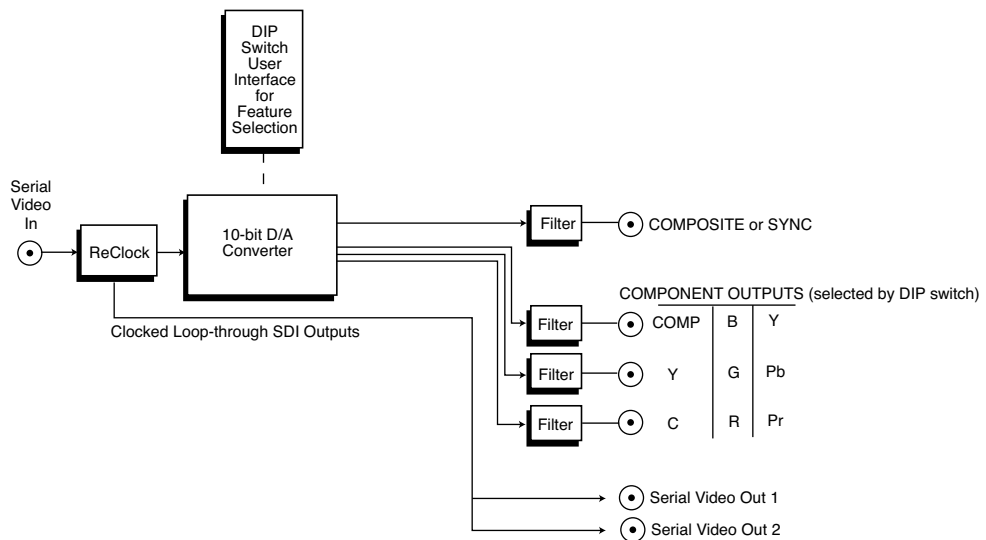 DIP
Switch
User
Interface
for
Feature
Selection
Serial
Video
In
ReClock
10-bit D/A
Converter
Filter
COMPOSITE or SYNC
COMPONENT OUTPUTS (selected by DIP switch)
Filter
COMP B Y
Filter
Y G Pb
Filter
C R Pr
Clocked Loop-through SDI Outputs
Serial Video Out 1
Serial Video Out 2